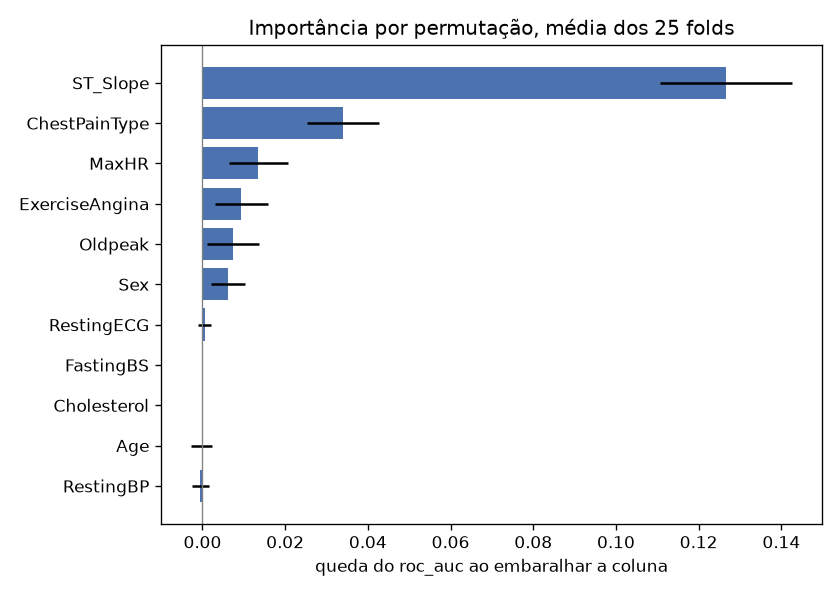 Importância por permutação, média dos 25 folds
ST_Slope
ChestPainType
MaxHR
ExerciseAngina
Oldpeak
Sex
RestingECG
FastingBS
Cholesterol
Age
RestingBP
0.00 0.02 0.04 0.06 0.08 0.10 0.12 0.14
queda do roc_auc ao embaralhar a coluna